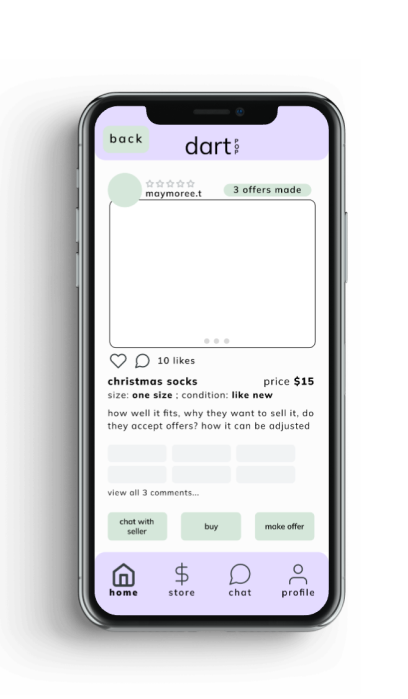 back
dart POP
maymoree.t
3 offers made
10 likes
christmas socks price $15
size: one size ; condition: like new
how well it fits, why they want to sell it, do
they accept offers? how it can be adjusted
view all 3 comments...
chat with
seller
buy
make offer
home store chat profile